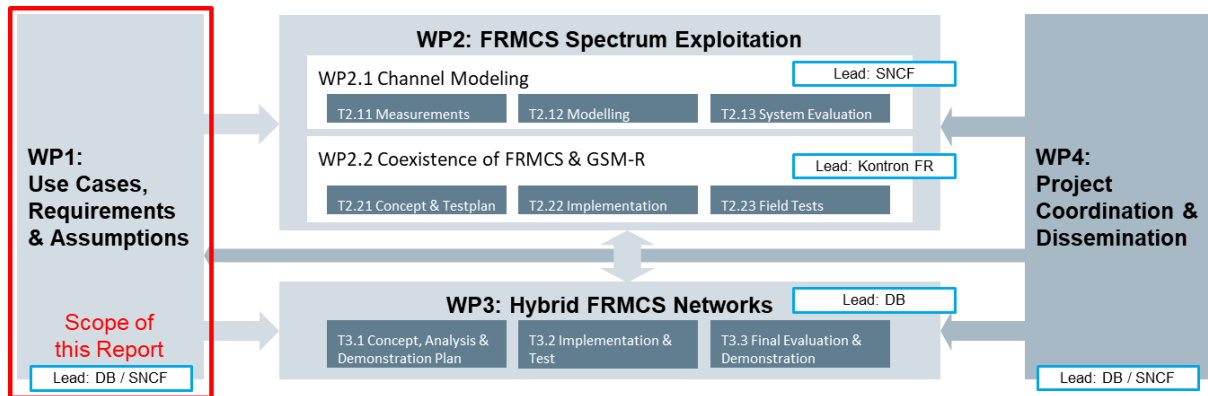 WP1:
Use Cases,
Requirements
& Assumptions
Scope of
this Report
Lead: DB / SNCF
WP2: FRMCS Spectrum Exploitation
Lead: SNCF
WP2.1 Channel Modeling
T2.11 Measurements
T2.12 Modelling
T2.13 System Evaluation
WP2.2 Coexistence of FRMCS & GSM-R
Lead: Kontron FR
T2.21 Concept & Testplan
T2.22 Implementation
T2.23 Field Tests
WP3: Hybrid FRMCS Networks
Lead: DB
T3.1 Concept, Analysis &
Demonstration Plan
T3.2 Implementation &
Test
T3.3 Final Evaluation &
Demonstration
WP4:
Project
Coordination &
Dissemination
Lead: DB / SNCF